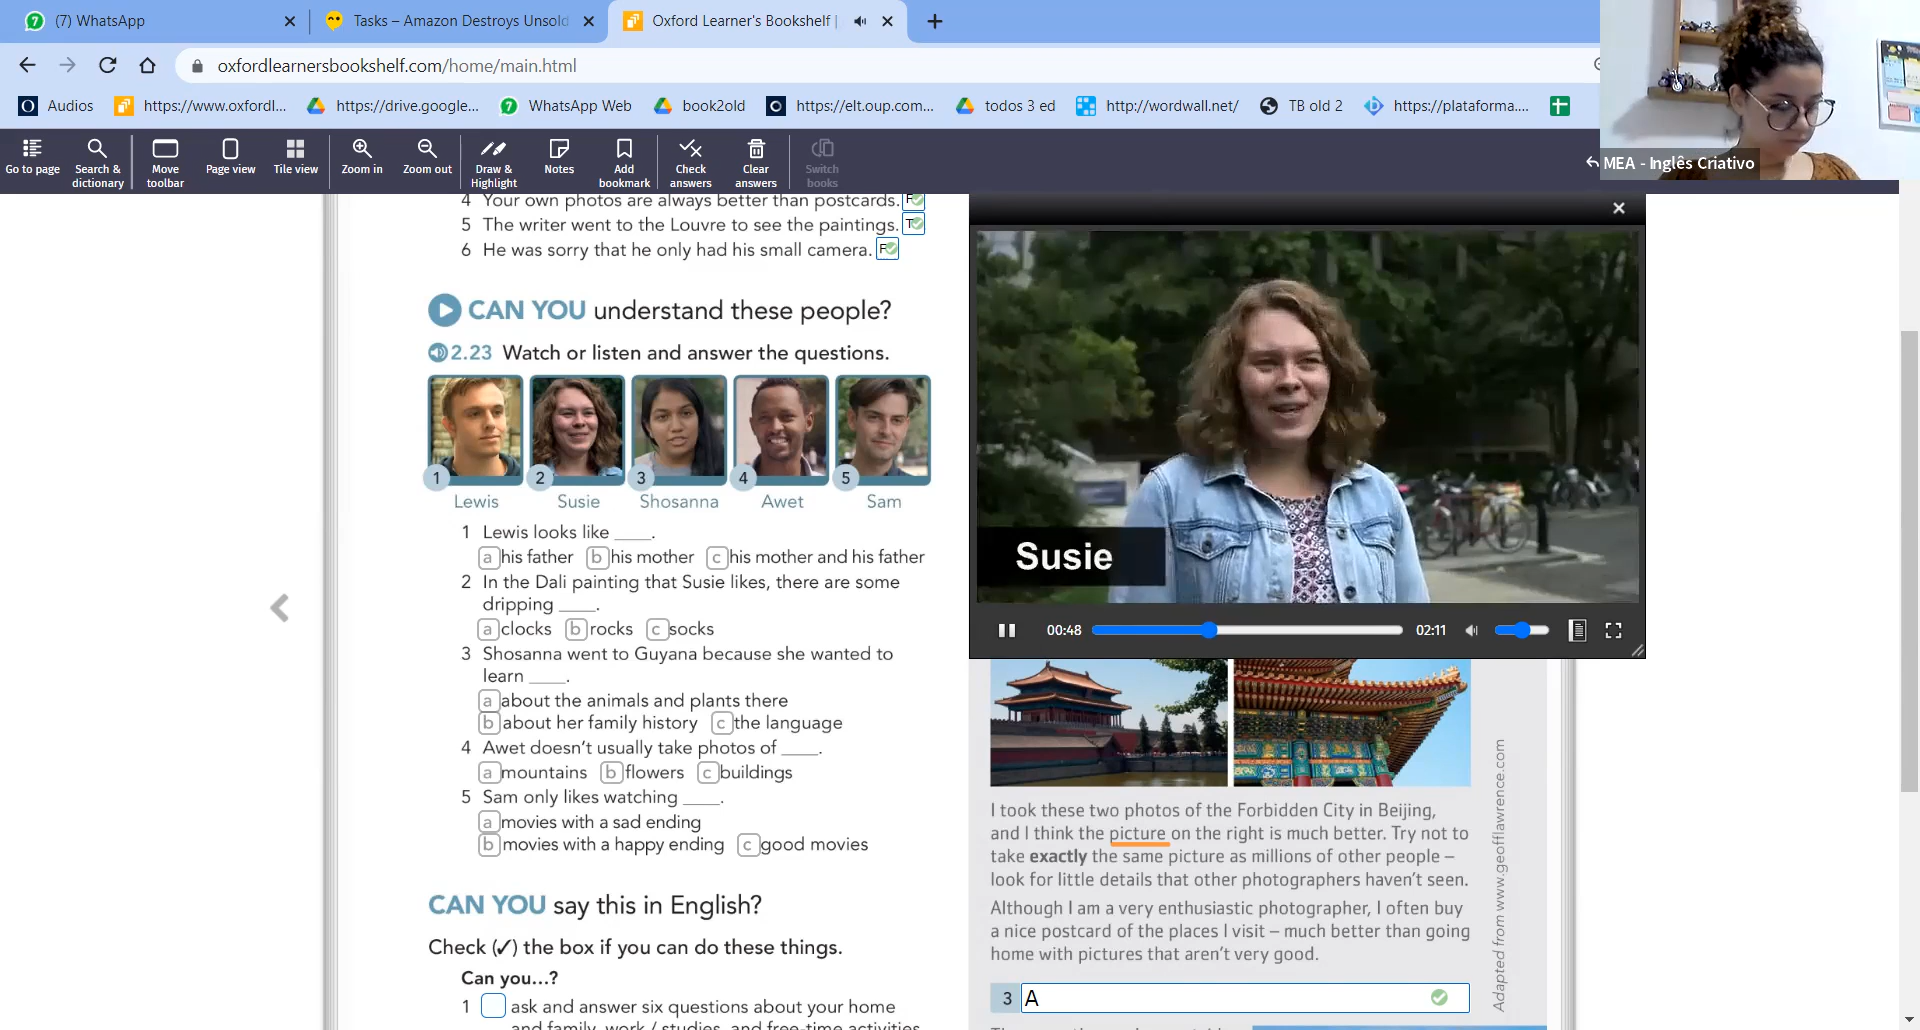 (7) WhatsApp
Tasks – Amazon Destroys Unsold
Oxford Learner's Bookshelf |
oxfordlearnersbookshelf.com/home/main.html
Audios
https://www.oxfordl...
https://drive.google...
WhatsApp Web
book2old
https://elt.oup.com...
todos 3 ed
http://wordwall.net/
TB old 2
https://plataforma....
MEA - Inglês Criativo
Go to page
Search & dictionary
Move toolbar
Page view
Tile view
Zoom in
Zoom out
Draw & Highlight
Notes
Add bookmark
Check answers
Clear answers
Switch books
4 Your own photos are always better than postcards. F
5 The writer went to the Louvre to see the paintings. T
6 He was sorry that he only had his small camera. F
CAN YOU understand these people?
2.23 Watch or listen and answer the questions.
1 2 3 4 5
Lewis Susie Shosanna Awet Sam
1 Lewis looks like ____.
a his father b his mother c his mother and his father
2 In the Dali painting that Susie likes, there are some
dripping ____.
a clocks b rocks c socks
3 Shosanna went to Guyana because she wanted to
learn ____.
a about the animals and plants there
b about her family history c the language
4 Awet doesn't usually take photos of ____.
a mountains b flowers c buildings
5 Sam only likes watching ____.
a movies with a sad ending
b movies with a happy ending c good movies
CAN YOU say this in English?
Check (✓) the box if you can do these things.
Can you...?
1 ask and answer six questions about your home
and family, work / studies, and free-time activities
Susie
00:48
02:11
I took these two photos of the Forbidden City in Beijing,
and I think the picture on the right is much better. Try not to
take exactly the same picture as millions of other people –
look for little details that other photographers haven't seen.
Although I am a very enthusiastic photographer, I often buy
a nice postcard of the places I visit – much better than going
home with pictures that aren't very good.
Adapted from www.geofflawrence.com
3 A